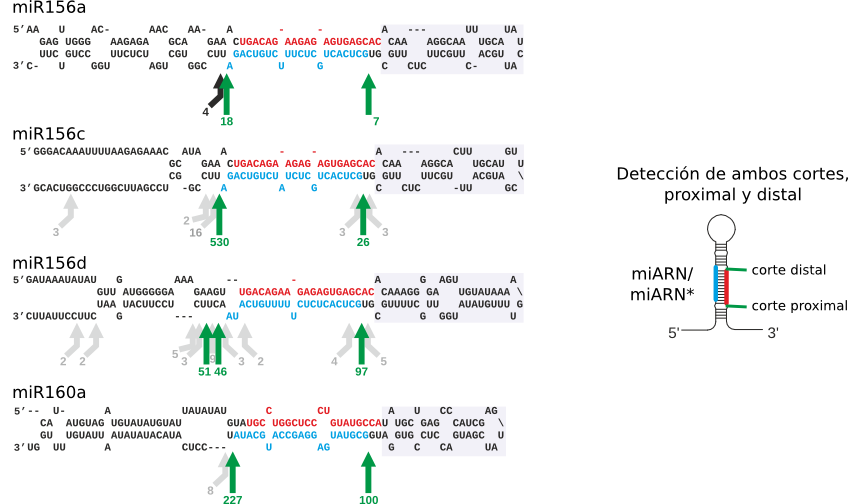 miR156a
5’AA U AC- AAC AA- A - - A --- UU UA
GAG UGGG AAGAGA GCA GAA CUGACAG AAGAG AGUGAGCAC CAA AGGCAA UGCA U
UUC GUCC UUCUCU CGU CUU GACUGUC UUCUC UCACUCGUG GUU UUCGUU ACGU C
3’C- U GGU AGU GGC A U G C CUC C- UA
4
18
7
miR156c
5’GGGACAAAUUUUAAGAGAAAC AUA A - - A --- CUU GU
GC GAA CUGACAGA AGAG AGUGAGCAC CAA AGGCA UGCAU U
CG CUU GACUGUCU UCUC UCACUCGUG GUU UUCGU ACGUA \
3’GCACUGGCCCUGGCUUAGCCU -GC A A G C CUC -UU GC
3
2
16
530
3
26
3
miR156d
5’GAUAAAUAUAU G AAA -- - A G AGU A
GUU AUGGGGGA GAAGU UGACAGAA GAGAGUGAGCAC CAAAGG GA UGUAUAAA \
UAA UACUUCCU CUUCA ACUGUUUU CUCUCACUCGUG GUUUUC UU AUAUGUUU G
3’CUUAUUCCUUC G --- AU U C G GGU U
2
2
5
3
51
9
46
3
2
4
97
5
miR160a
5’-- U- A UAUAUAU C CU A U CC AG
CA AUGUAG UGUAUAUGUAU GUAUGC UGGCUCC GUAUGCCAU UGC GAG CAUCG \
GU UGUAUU AUAUAUACAUA UAUACG ACCGAGG UAUGCGGUA GUG CUC GUAGC U
3’UG UU A CUCC--- U AG G C CA UA
8
227
100
Detección de ambos cortes,
proximal y distal
miARN/
miARN*
corte distal
corte proximal
5'
3'